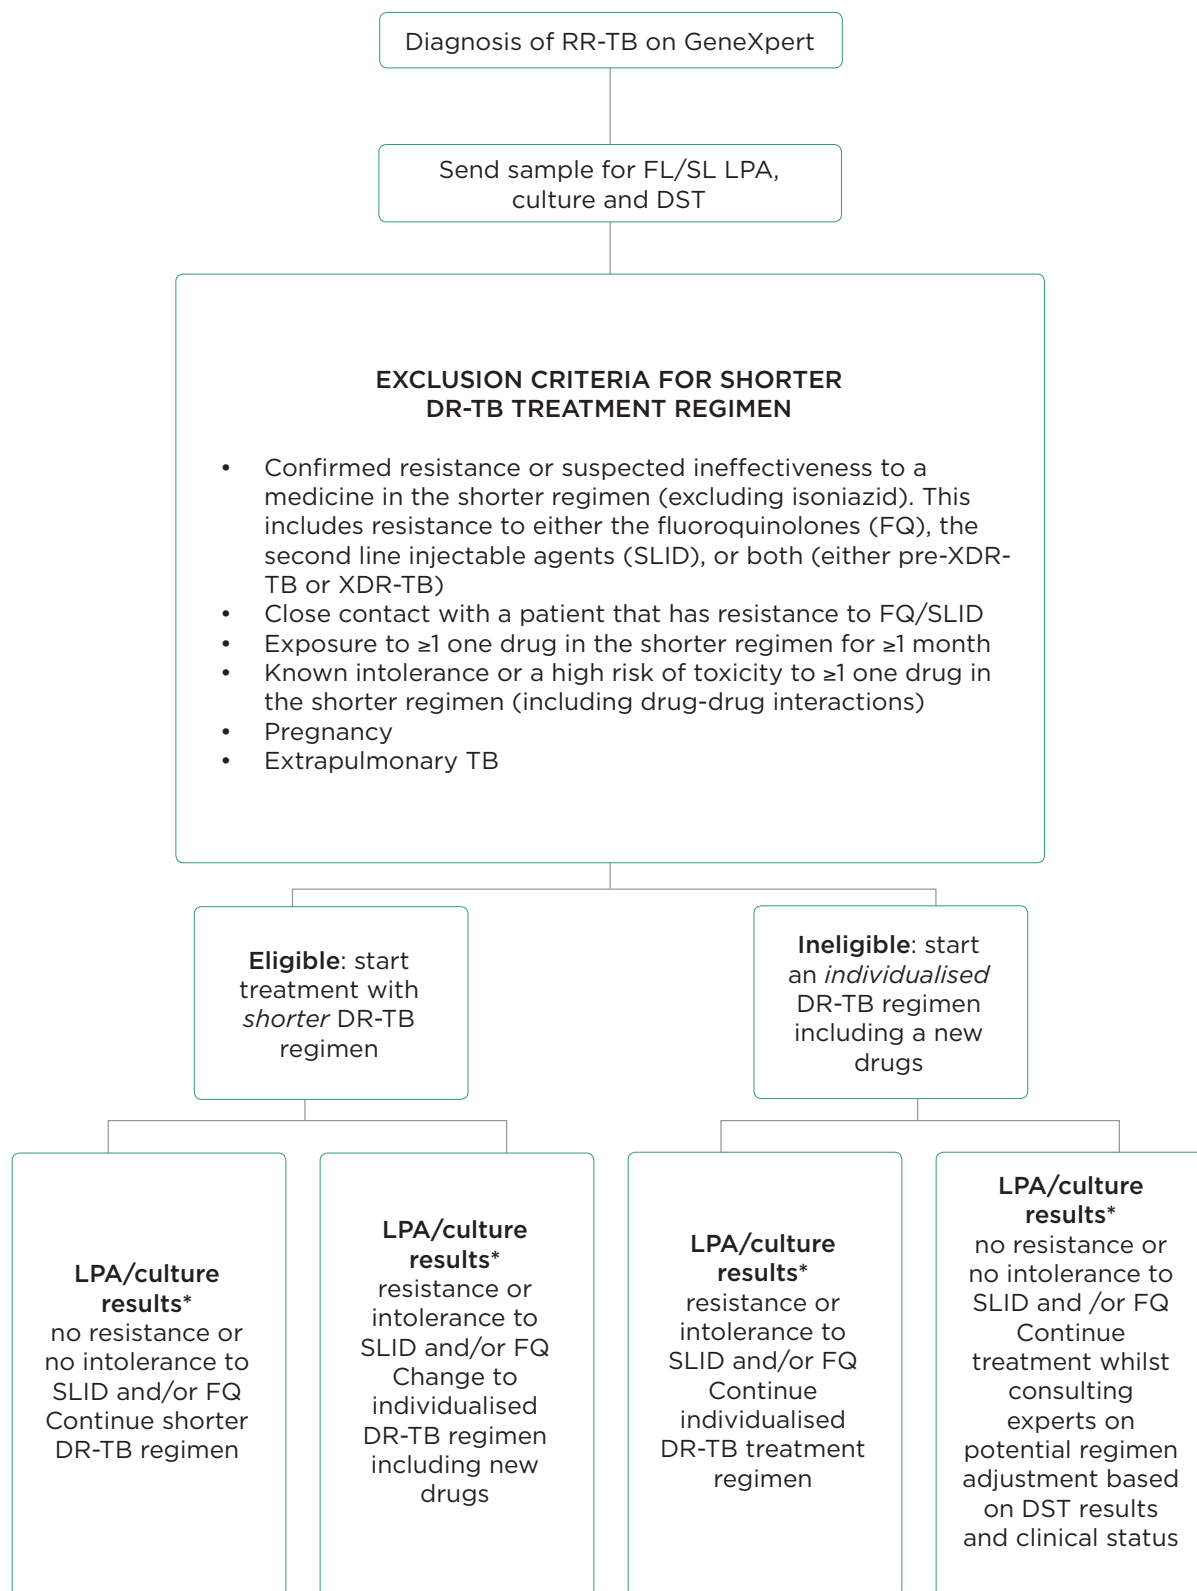 Diagnosis of RR-TB on GeneXpert
Send sample for FL/SL LPA,
culture and DST
EXCLUSION CRITERIA FOR SHORTER
DR-TB TREATMENT REGIMEN
• Confirmed resistance or suspected ineffectiveness to a
medicine in the shorter regimen (excluding isoniazid). This
includes resistance to either the fluoroquinolones (FQ), the
second line injectable agents (SLID), or both (either pre-XDR-
TB or XDR-TB)
• Close contact with a patient that has resistance to FQ/SLID
• Exposure to ≥1 one drug in the shorter regimen for ≥1 month
• Known intolerance or a high risk of toxicity to ≥1 one drug in
the shorter regimen (including drug-drug interactions)
• Pregnancy
• Extrapulmonary TB
Eligible: start
treatment with
shorter DR-TB
regimen
Ineligible: start
an individualised
DR-TB regimen
including a new
drugs
LPA/culture
results*
no resistance or
no intolerance to
SLID and/or FQ
Continue shorter
DR-TB regimen
LPA/culture
results*
resistance or
intolerance to
SLID and/or FQ
Change to
individualised
DR-TB regimen
including new
drugs
LPA/culture
results*
resistance or
intolerance to
SLID and/or FQ
Continue
individualised
DR-TB treatment
regimen
LPA/culture
results*
no resistance or
no intolerance to
SLID and /or FQ
Continue
treatment whilst
consulting
experts on
potential regimen
adjustment based
on DST results
and clinical status